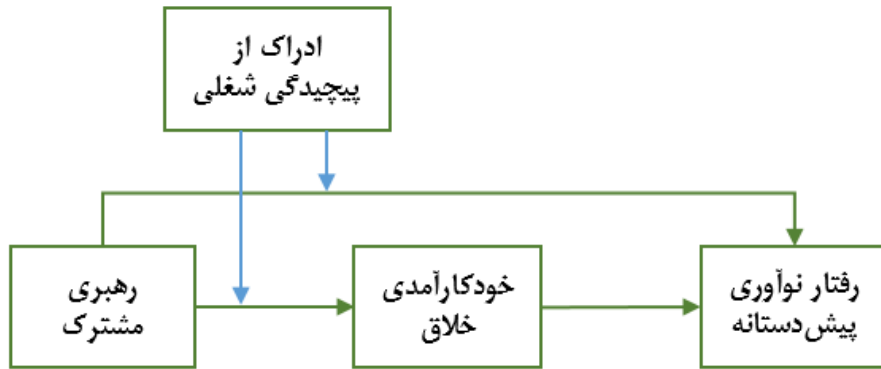 ادراک از
پیچیدگی شغلی
رهبری
مشترک
خودکارآمدی
خلاق
رفتار نوآوری
پیش‌دستانه